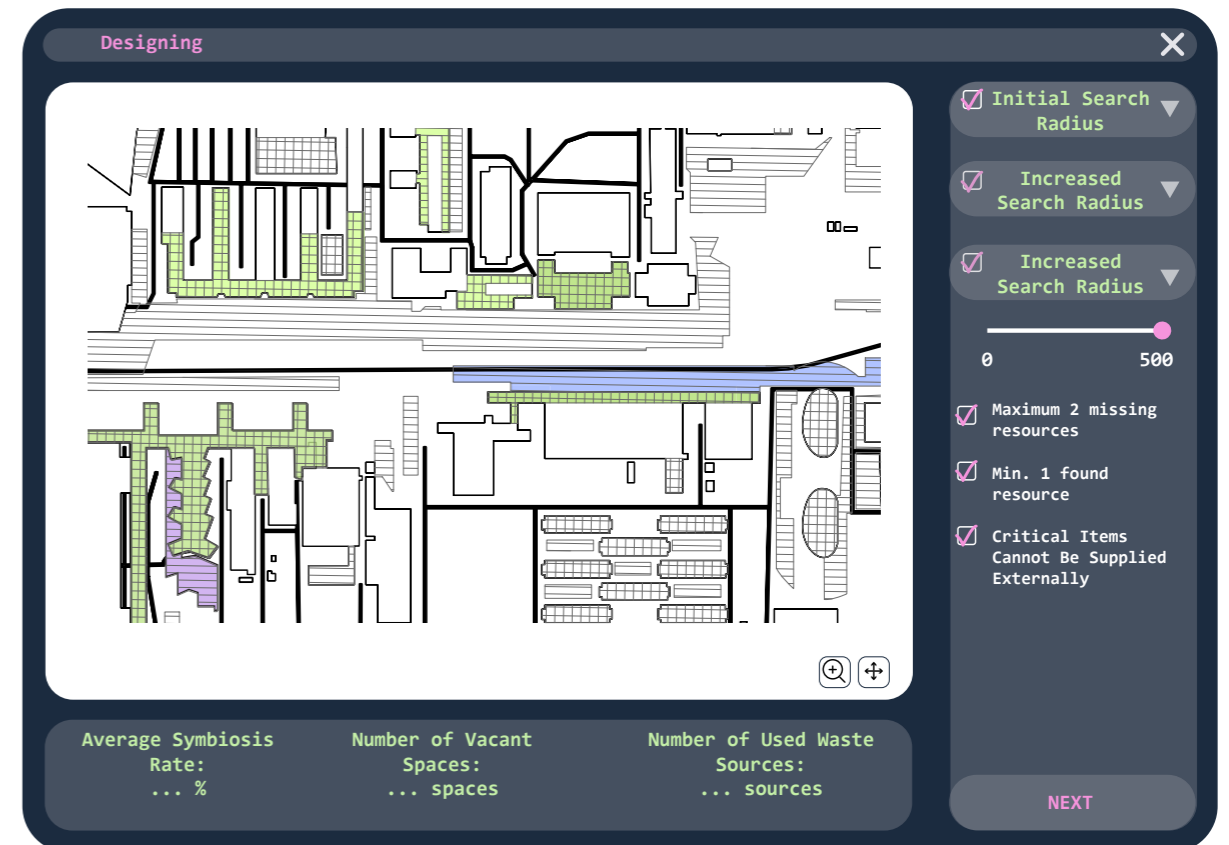 Designing
Initial Search
Radius
Increased
Search Radius
Increased
Search Radius
0 500
Maximum 2 missing
resources
Min. 1 found
resource
Critical Items
Cannot Be Supplied
Externally
Average Symbiosis
Rate:
... %
Number of Vacant
Spaces:
... spaces
Number of Used Waste
Sources:
... sources
NEXT